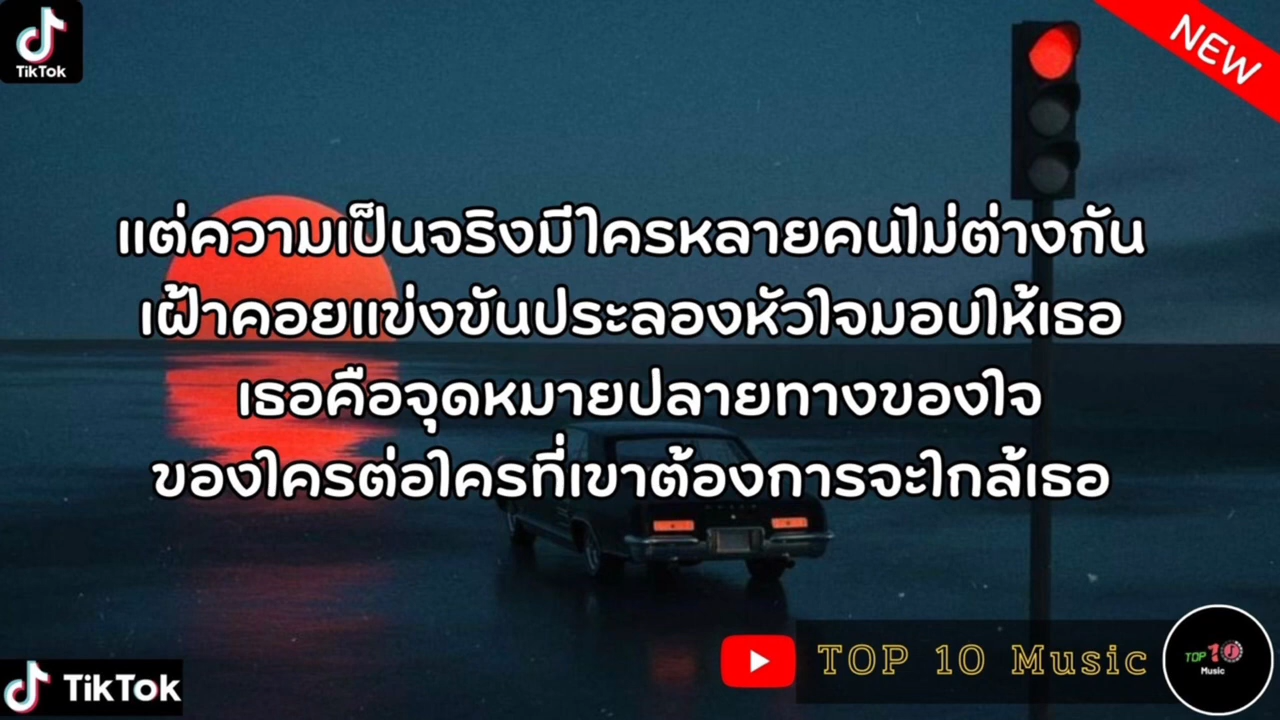 TikTok
NEW
แต่ความเป็นจริงมีใครหลายคนไม่ต่างกัน
เฝ้าคอยแข่งขันประลองหัวใจมอบให้เธอ
เธอคือจุดหมายปลายทางของใจ
ของใครต่อใครที่เขาต้องการจะใกล้เธอ
TikTok
TOP 10 Music
TOP 10
Music